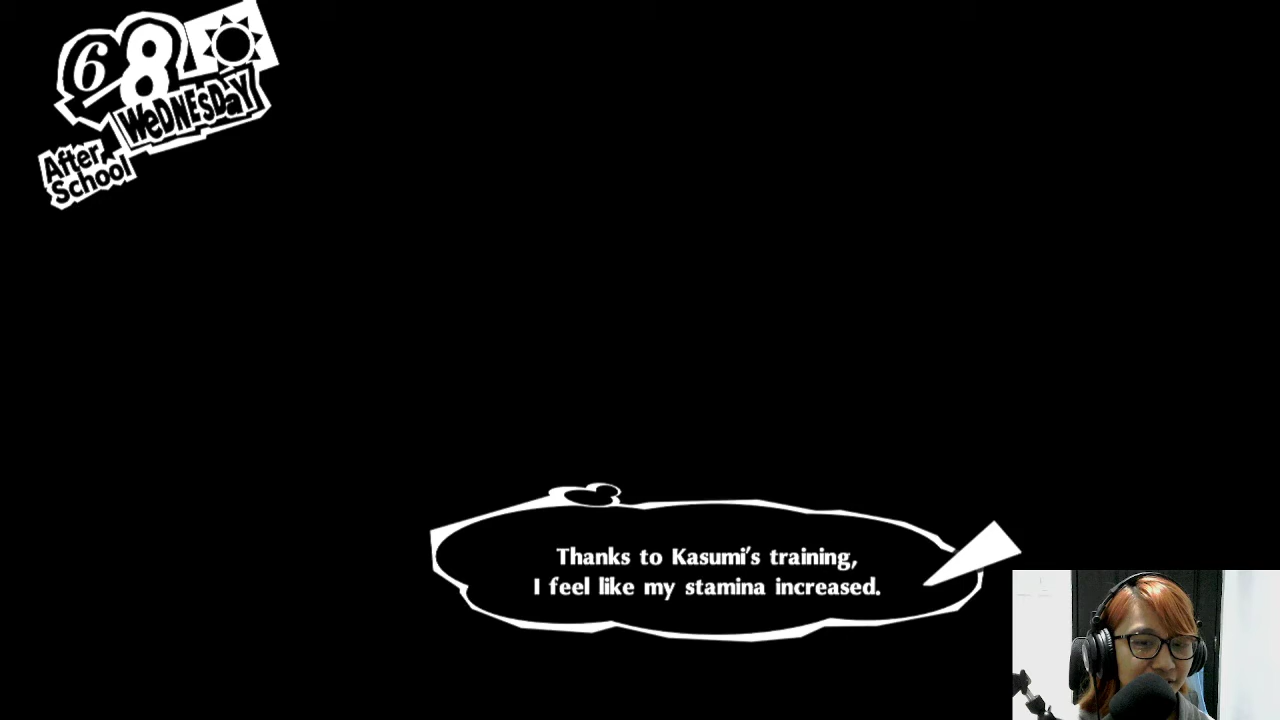 6/8
WeDNESDaY
After
School
Thanks to Kasumi's training,
I feel like my stamina increased.